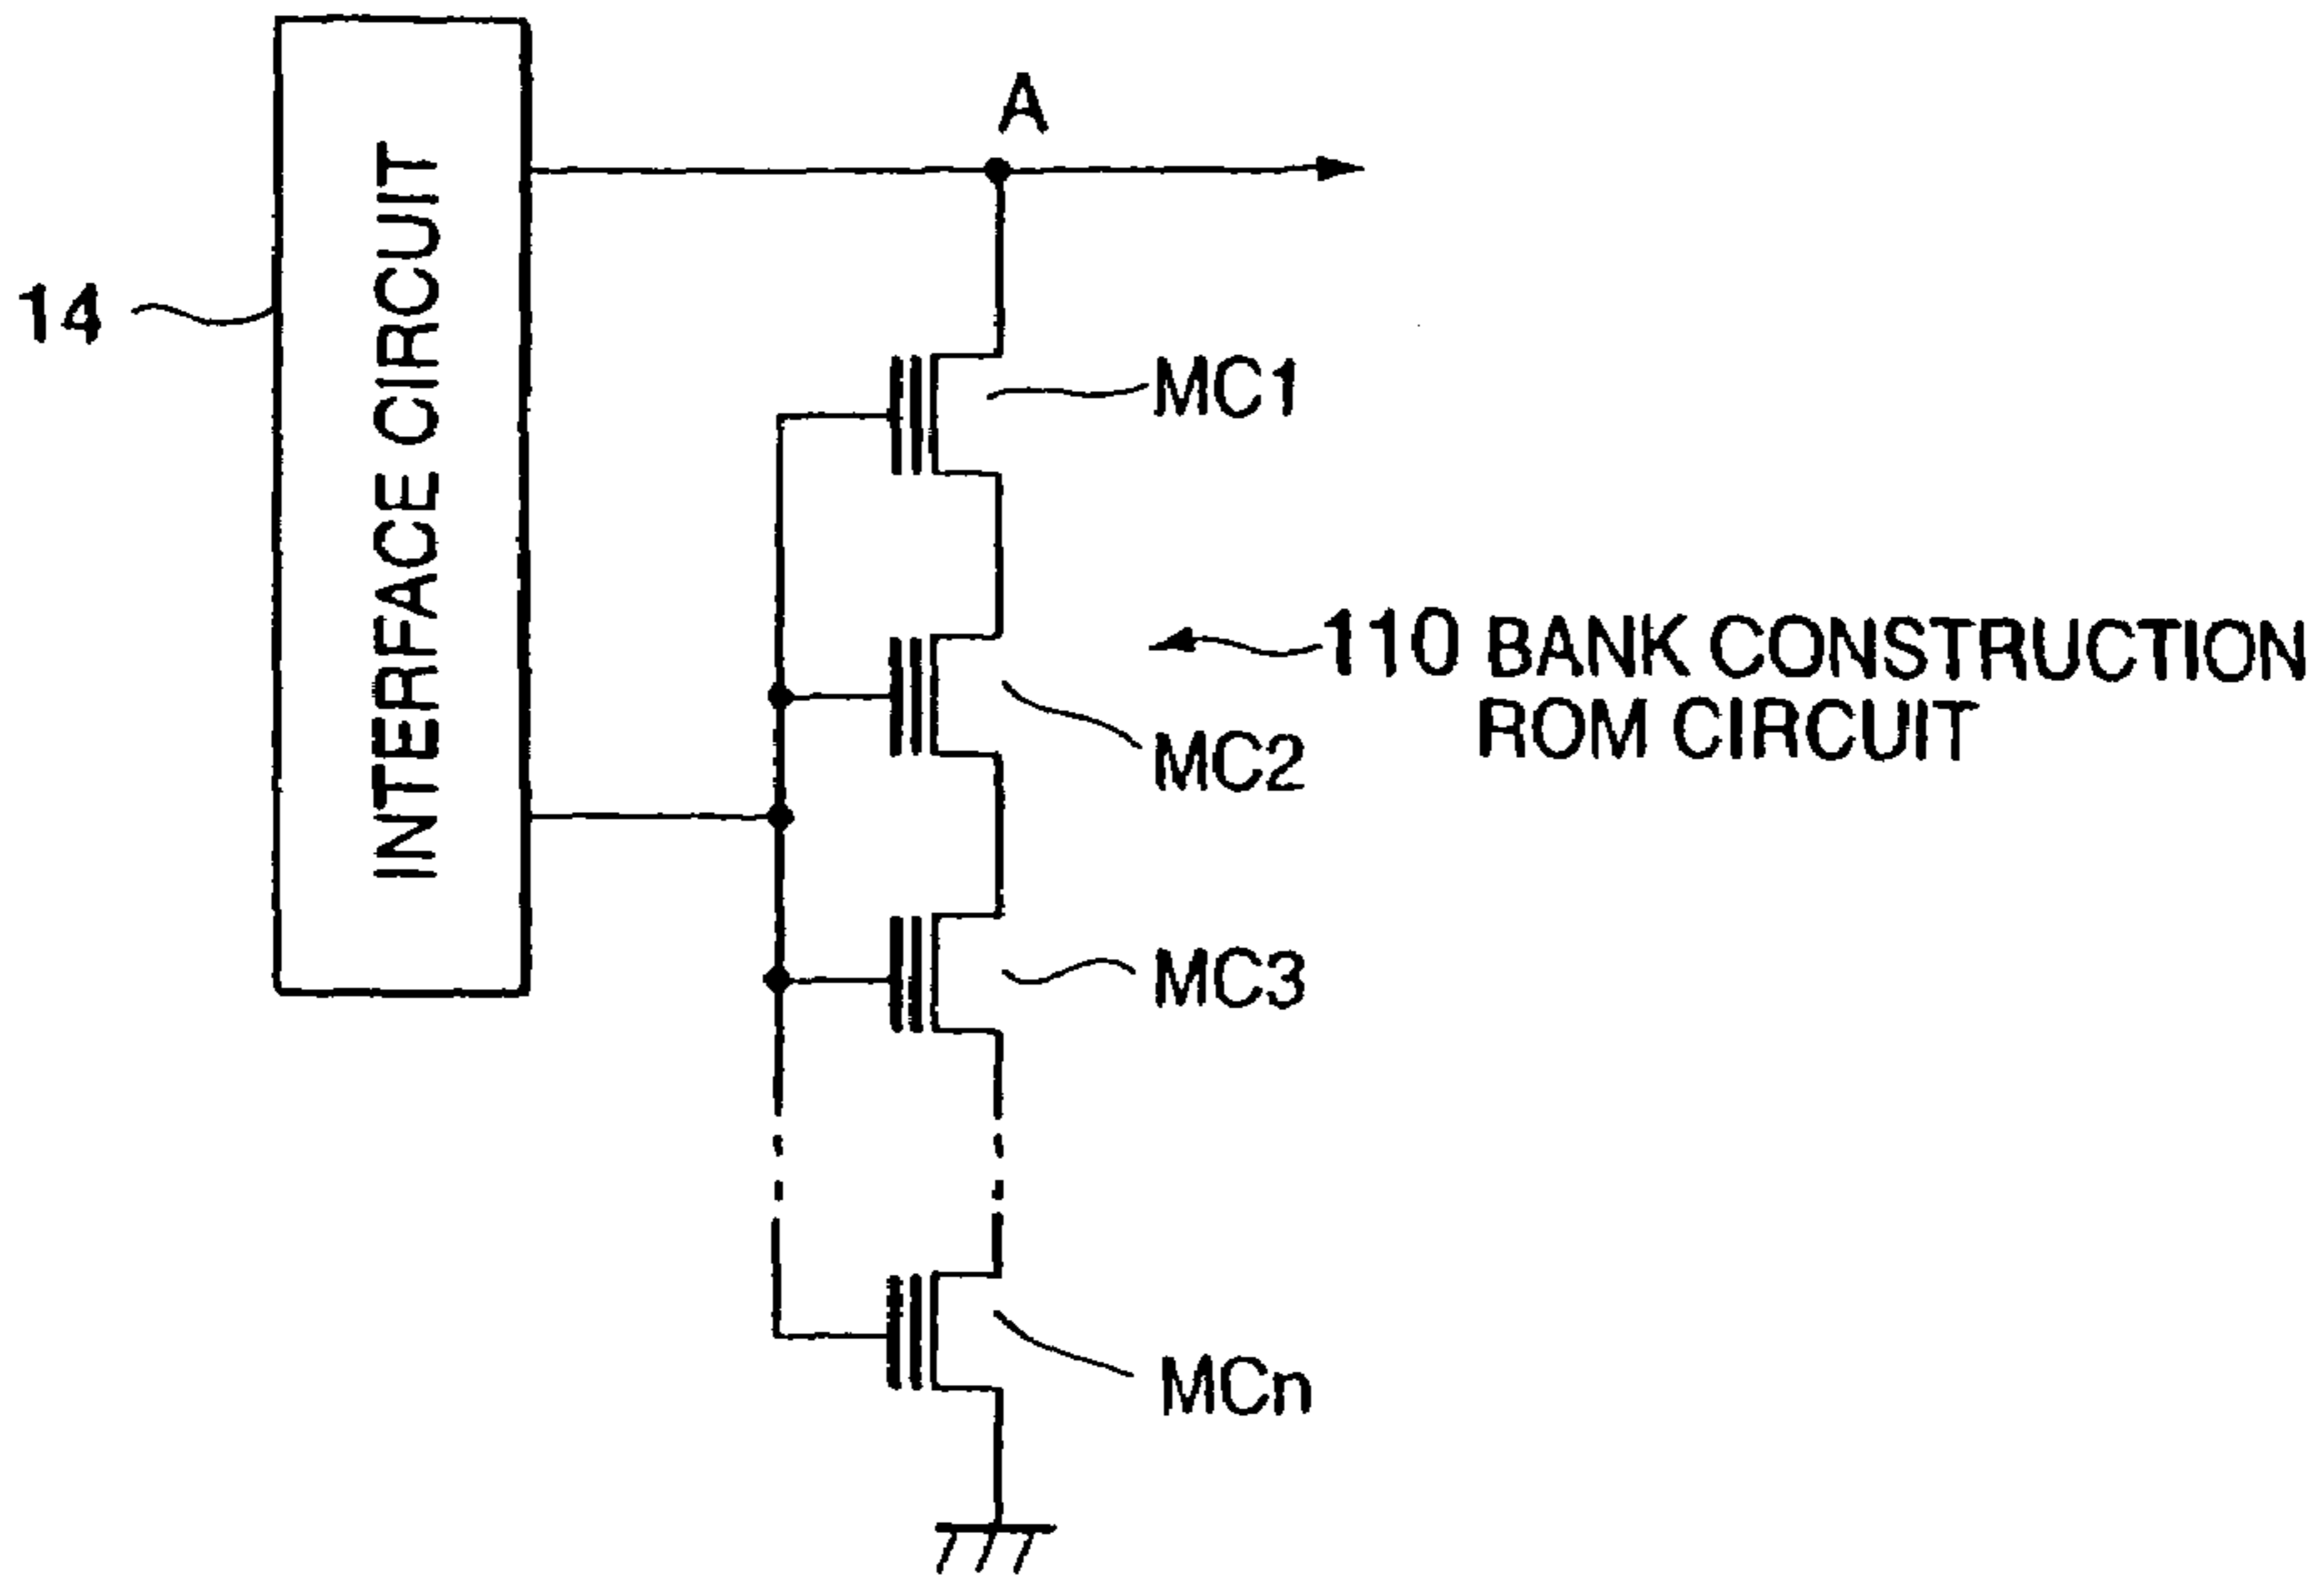 A
14
INTERFACE CIRCUIT
MC1
110 BANK CONSTRUCTION
ROM CIRCUIT
MC2
MC3
MCn